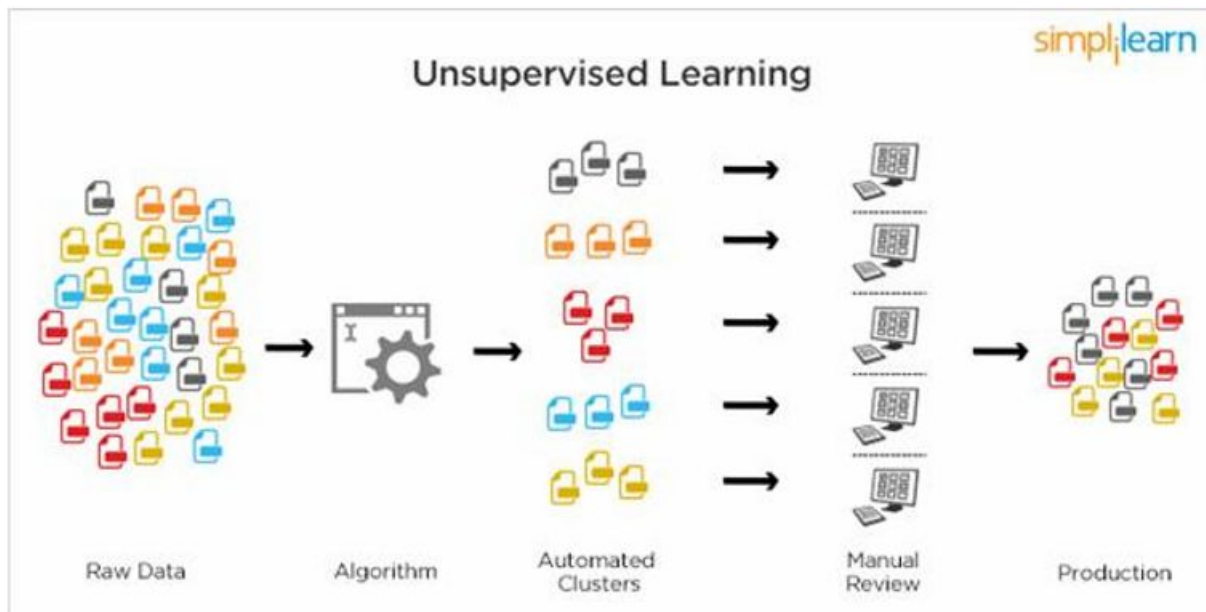 simplilearn
Unsupervised Learning
Raw Data
Algorithm
Automated
Clusters
Manual
Review
Production